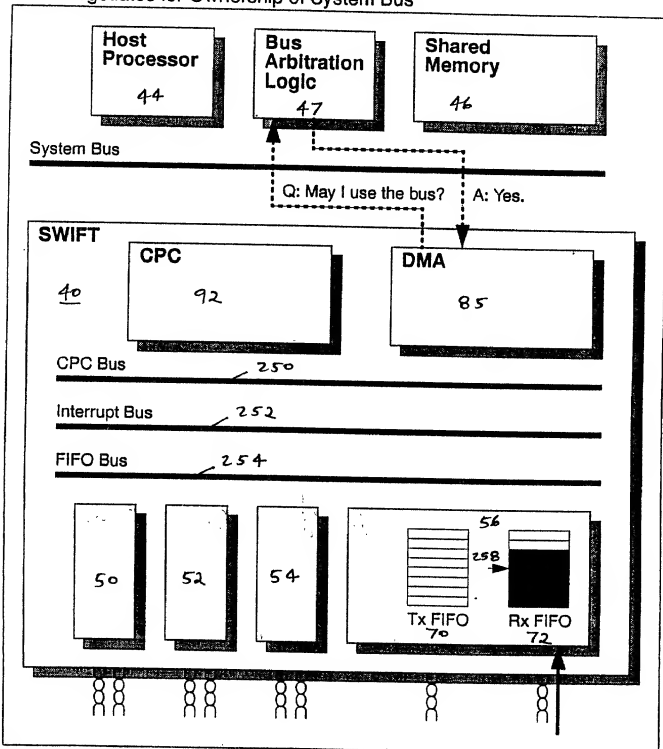 Host
Processor
44
Bus
Arbitration
Logic
47
Shared
Memory
46
System Bus
Q: May I use the bus?
A: Yes.
SWIFT
40
CPC
92
DMA
85
CPC Bus
250
Interrupt Bus
252
FIFO Bus
254
50
52
54
56
258
Tx FIFO
70
Rx FIFO
72